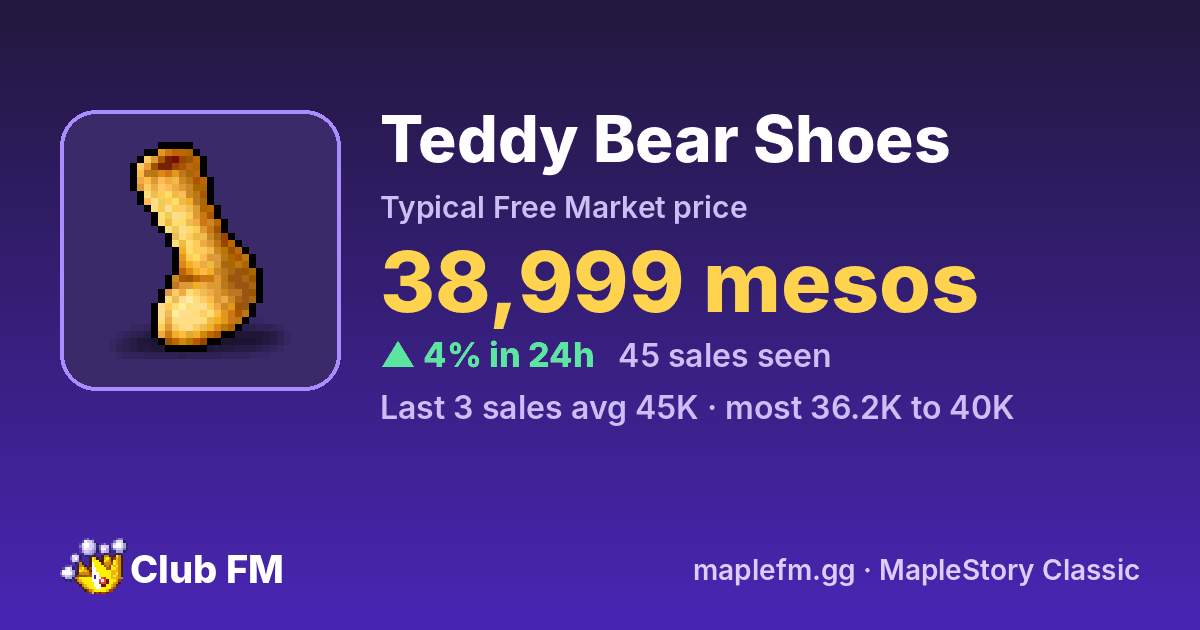 Teddy Bear Shoes
Typical Free Market price
38,999 mesos
▲ 4% in 24h 45 sales seen
Last 3 sales avg 45K · most 36.2K to 40K
Club FM
maplefm.gg · MapleStory Classic